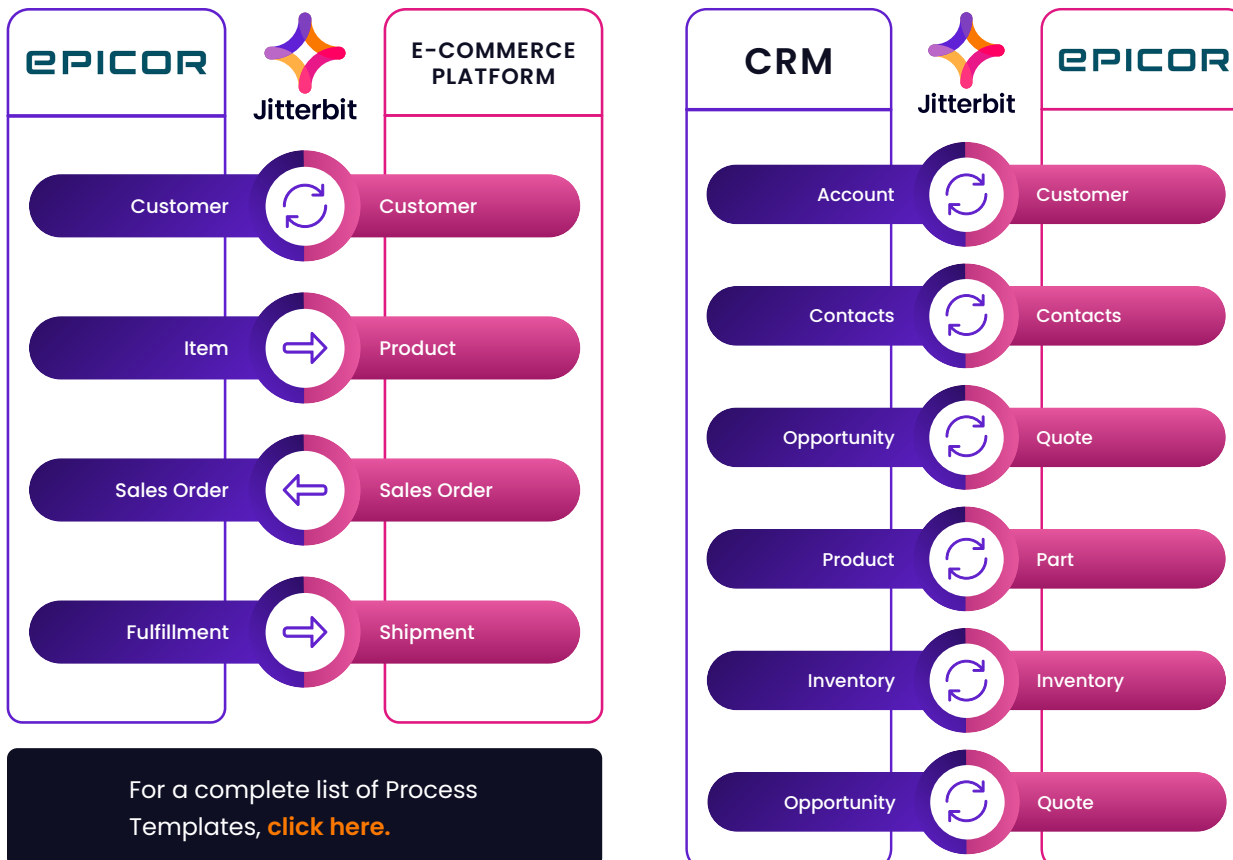 EPICOR
Jitterbit
E-COMMERCE
PLATFORM
Customer Customer
Item Product
Sales Order Sales Order
Fulfillment Shipment
For a complete list of Process
Templates, click here.
CRM
Jitterbit
EPICOR
Account Customer
Contacts Contacts
Opportunity Quote
Product Part
Inventory Inventory
Opportunity Quote